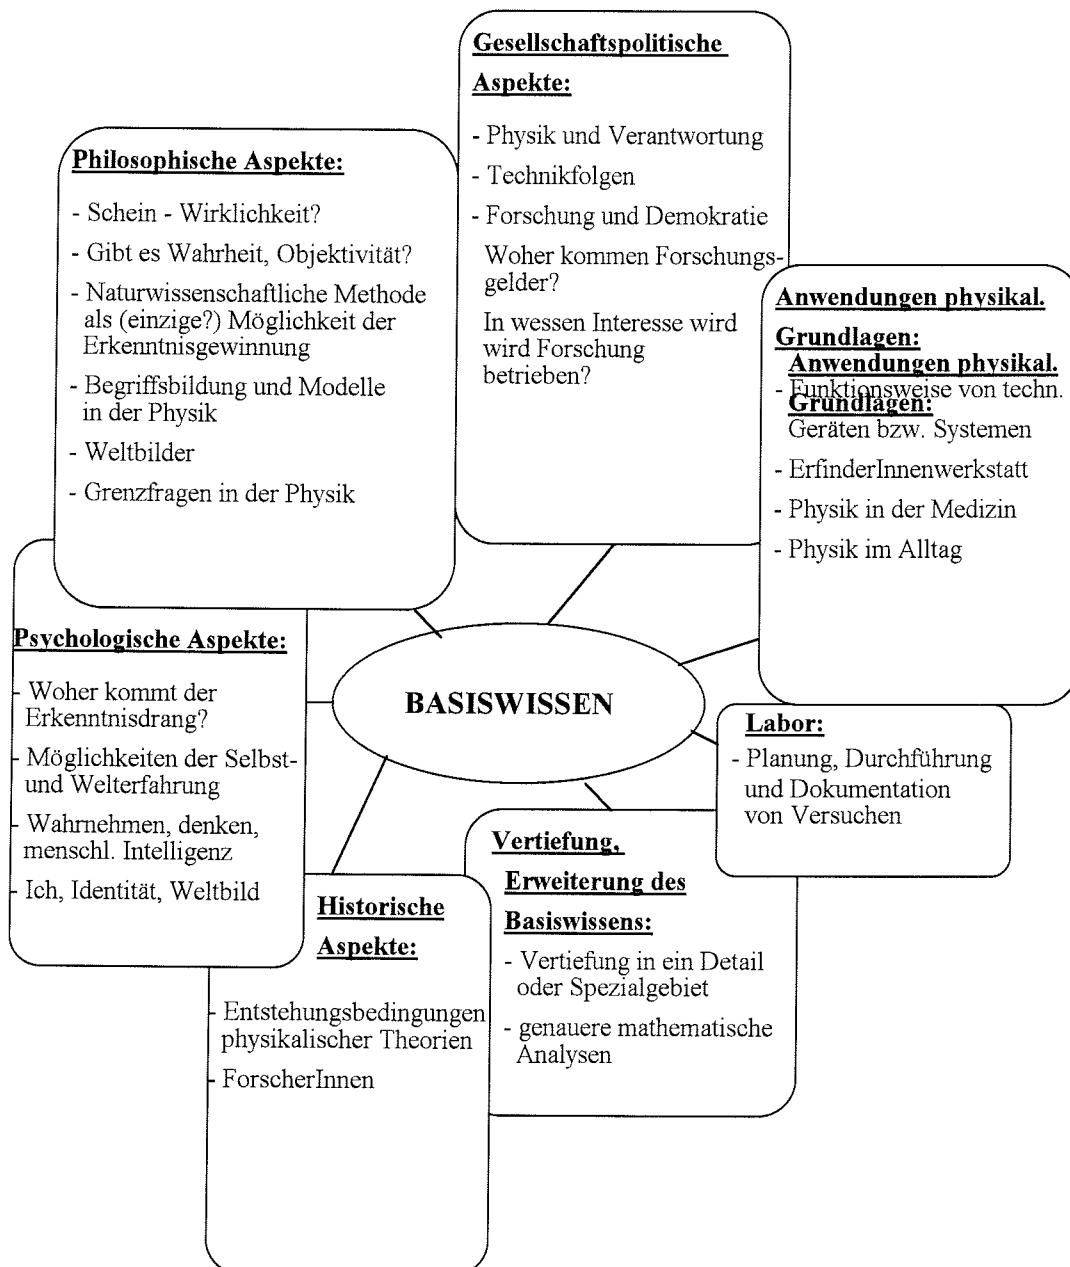 Gesellschaftspolitische
Aspekte:
- Physik und Verantwortung
- Technikfolgen
- Forschung und Demokratie
Woher kommen Forschungs-
gelder?
In wessen Interesse wird
wird Forschung
betrieben?
Philosophische Aspekte:
- Schein - Wirklichkeit?
- Gibt es Wahrheit, Objektivität?
- Naturwissenschaftliche Methode
als (einzige?) Möglichkeit der
Erkenntnisgewinnung
- Begriffsbildung und Modelle
in der Physik
- Weltbilder
- Grenzfragen in der Physik
Anwendungen physikal.
Grundlagen:
Anwendungen physikal.
- Funktionsweise von techn.
Grundlagen:
Geräten bzw. Systemen
- ErfinderInnenwerkstatt
- Physik in der Medizin
- Physik im Alltag
Psychologische Aspekte:
- Woher kommt der
Erkenntnisdrang?
- Möglichkeiten der Selbst-
und Welterfahrung
- Wahrnehmen, denken,
menschl. Intelligenz
- Ich, Identität, Weltbild
BASISWISSEN
Labor:
- Planung, Durchführung
und Dokumentation
von Versuchen
Vertiefung,
Erweiterung des
Basiswissens:
- Vertiefung in ein Detail
oder Spezialgebiet
- genauere mathematische
Analysen
Historische
Aspekte:
- Entstehungsbedingungen
physikalischer Theorien
- ForscherInnen